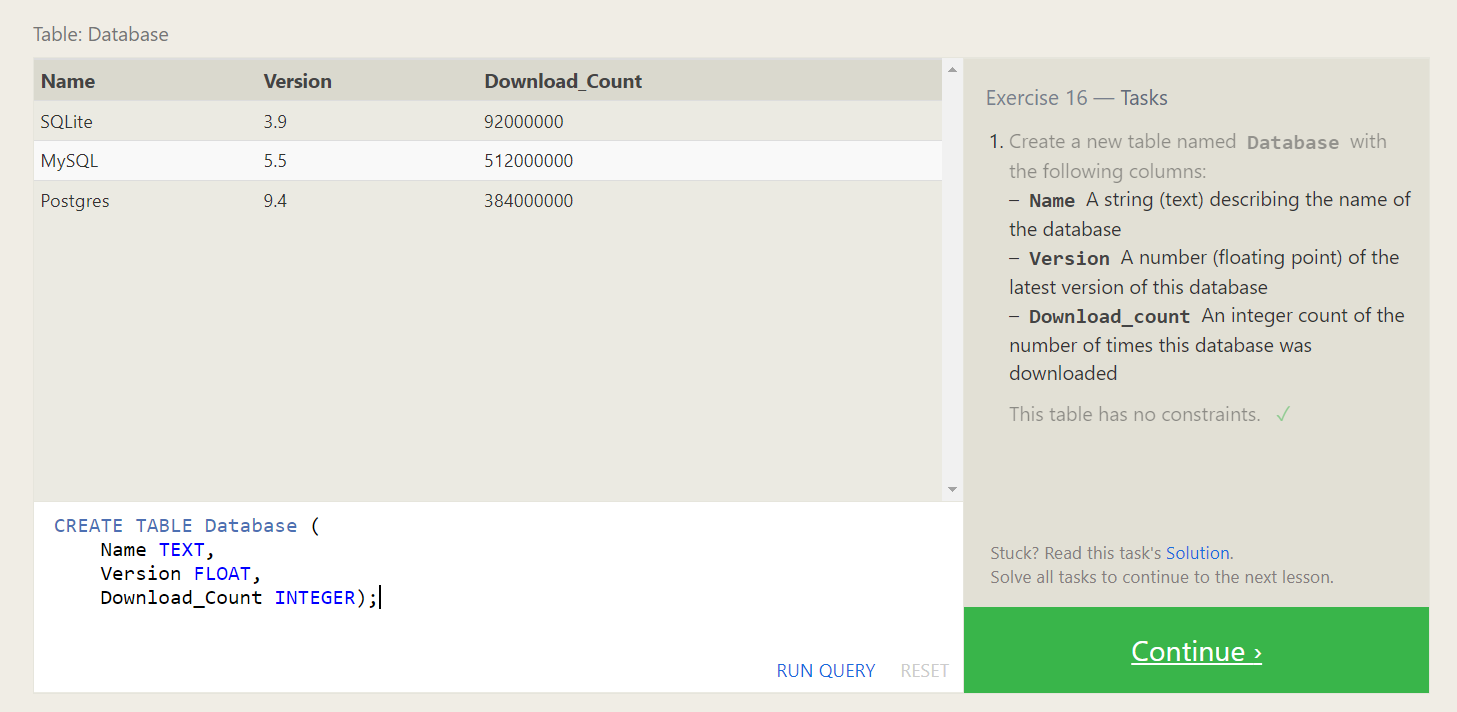 Table: Database
Name Version Download_Count
SQLite 3.9 92000000
MySQL 5.5 512000000
Postgres 9.4 384000000
CREATE TABLE Database (
    Name TEXT,
    Version FLOAT,
    Download_Count INTEGER);
RUN QUERY RESET
Exercise 16 — Tasks
1. Create a new table named Database with
the following columns:
– Name A string (text) describing the name of
the database
– Version A number (floating point) of the
latest version of this database
– Download_count An integer count of the
number of times this database was
downloaded
This table has no constraints. ✓
Stuck? Read this task's Solution.
Solve all tasks to continue to the next lesson.
Continue ›